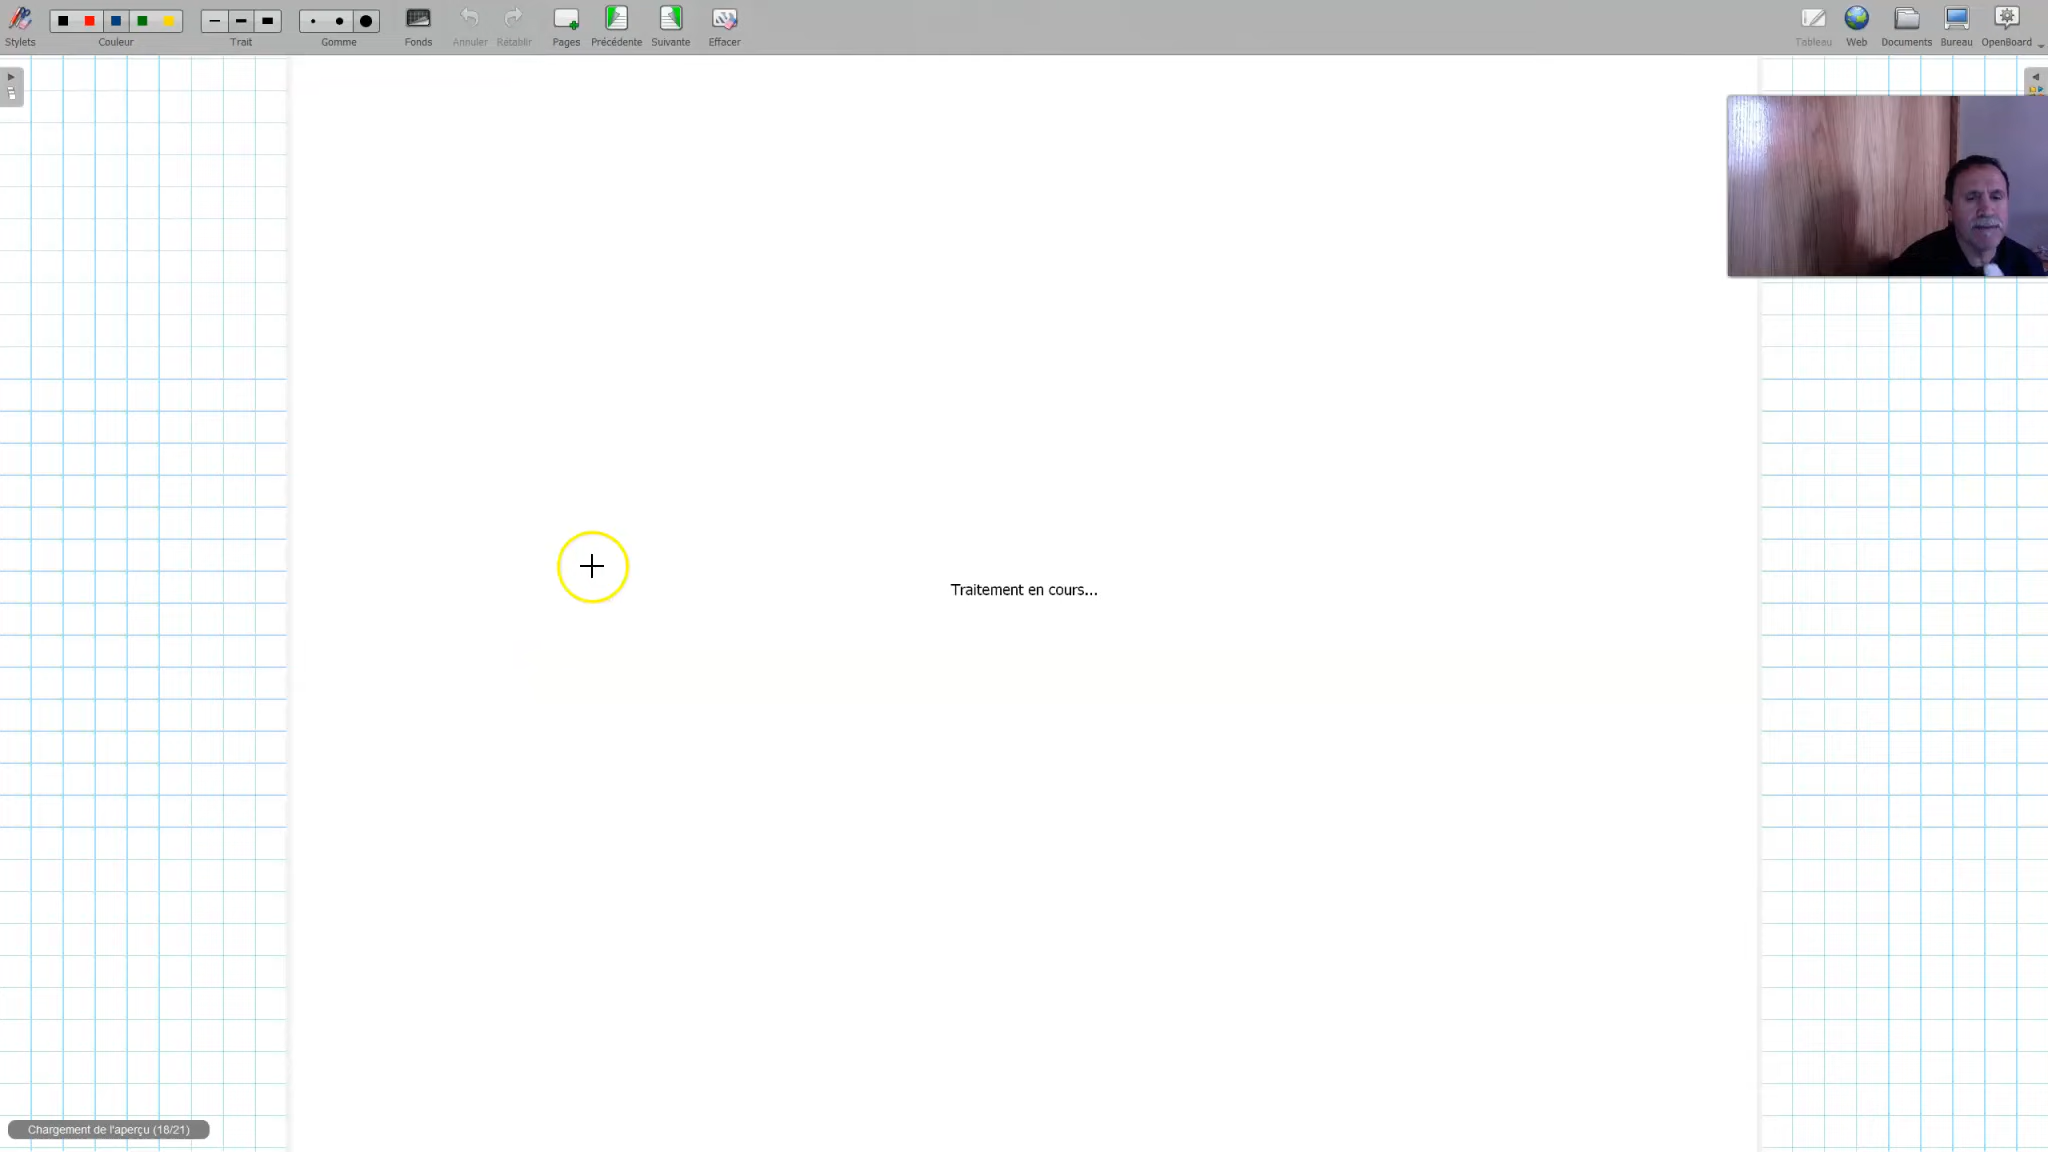 Stylets
Couleur
Trait
Gomme
Fonds
Annuler
Rétablir
Pages
Précédente
Suivante
Effacer
Tableau
Web
Documents
Bureau
OpenBoard
Traitement en cours...
Chargement de l'aperçu (18/21)